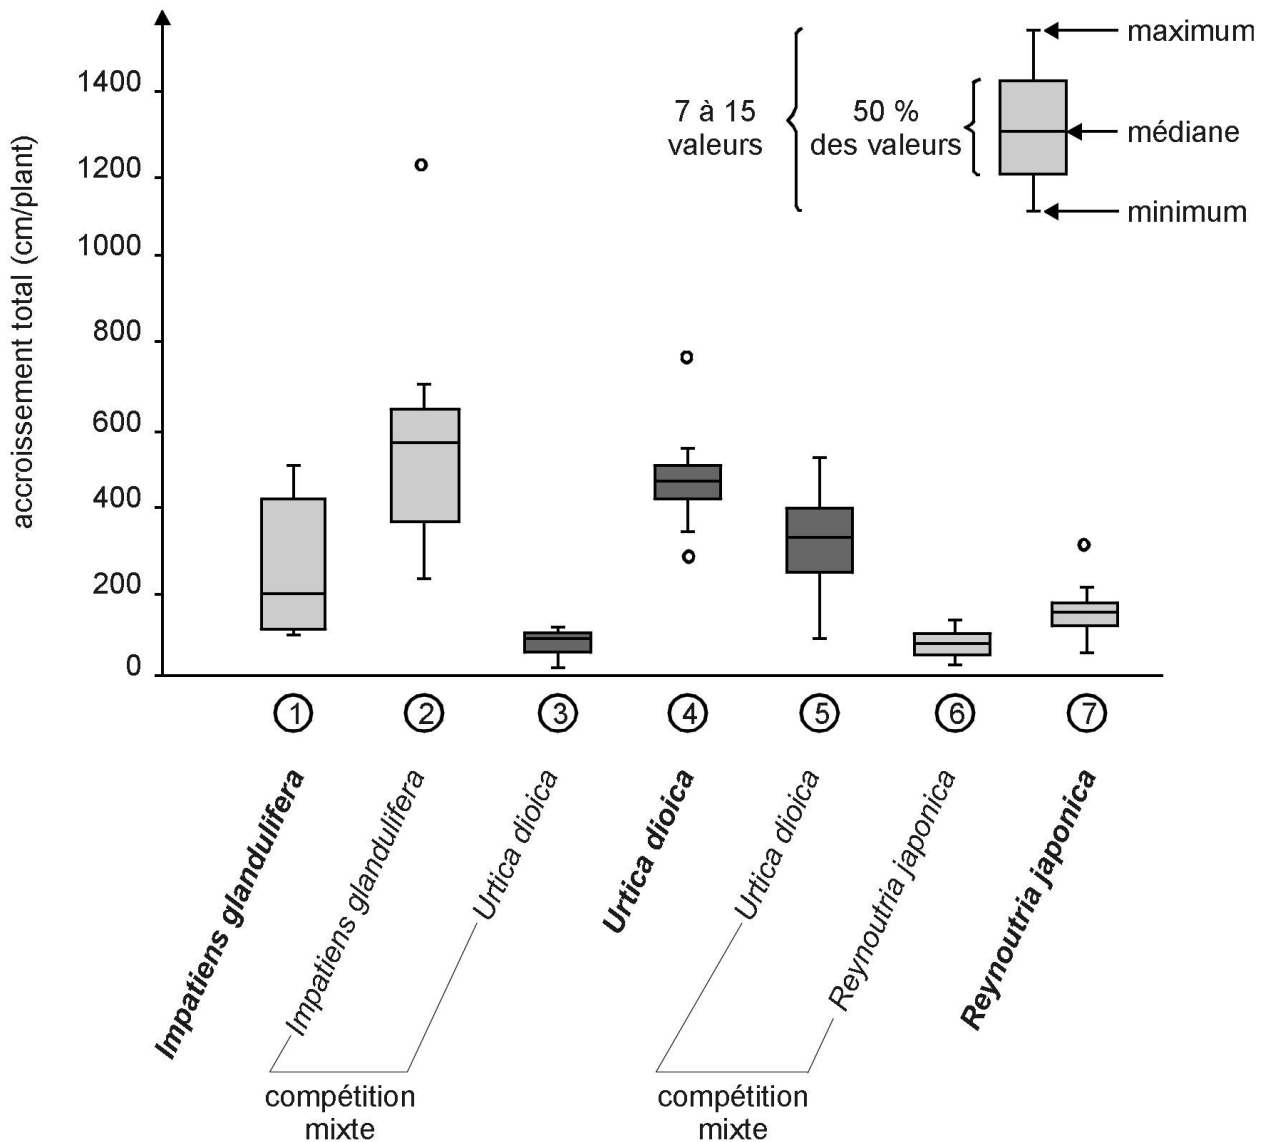 accroissement total (cm/plant)
1400
1200
1000
800
600
400
200
0
7 à 15
valeurs
50 %
des valeurs
maximum
médiane
minimum
1
2
3
4
5
6
7
Impatiens glandulifera
Impatiens glandulifera
Urtica dioica
Urtica dioica
Urtica dioica
Reynoutria japonica
Reynoutria japonica
compétition
mixte
compétition
mixte